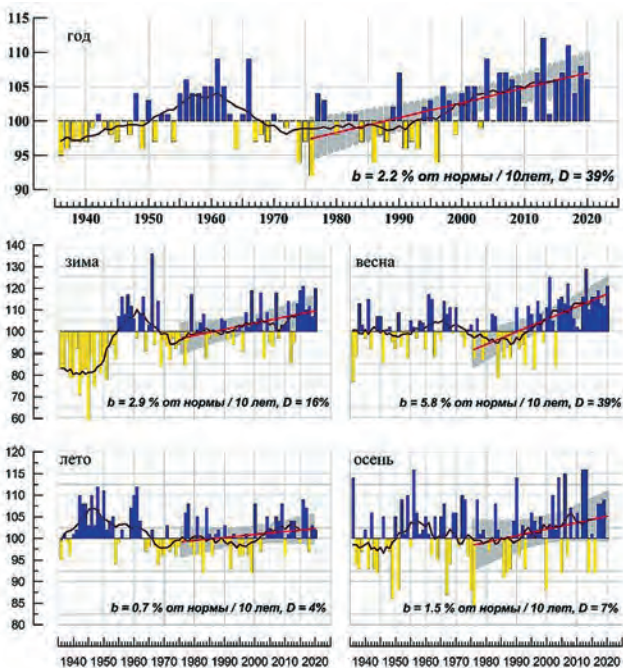 115
год
110
105
100
95
90
b = 2.2 % от нормы / 10лет, D = 39%
1940 1950 1960 1970 1980 1990 2000 2010 2020
140
зима
весна
130
120
110
100
90
80
70
60
b = 2.9 % от нормы / 10 лет, D = 16%
b = 5.8 % от нормы / 10 лет, D = 39%
120
лето
осень
115
110
105
100
95
90
85
80
b = 0.7 % от нормы / 10 лет, D = 4%
b = 1.5 % от нормы / 10 лет, D = 7%
1940 1950 1960 1970 1980 1990 2000 2010 2020
1940 1950 1960 1970 1980 1990 2000 2010 2020